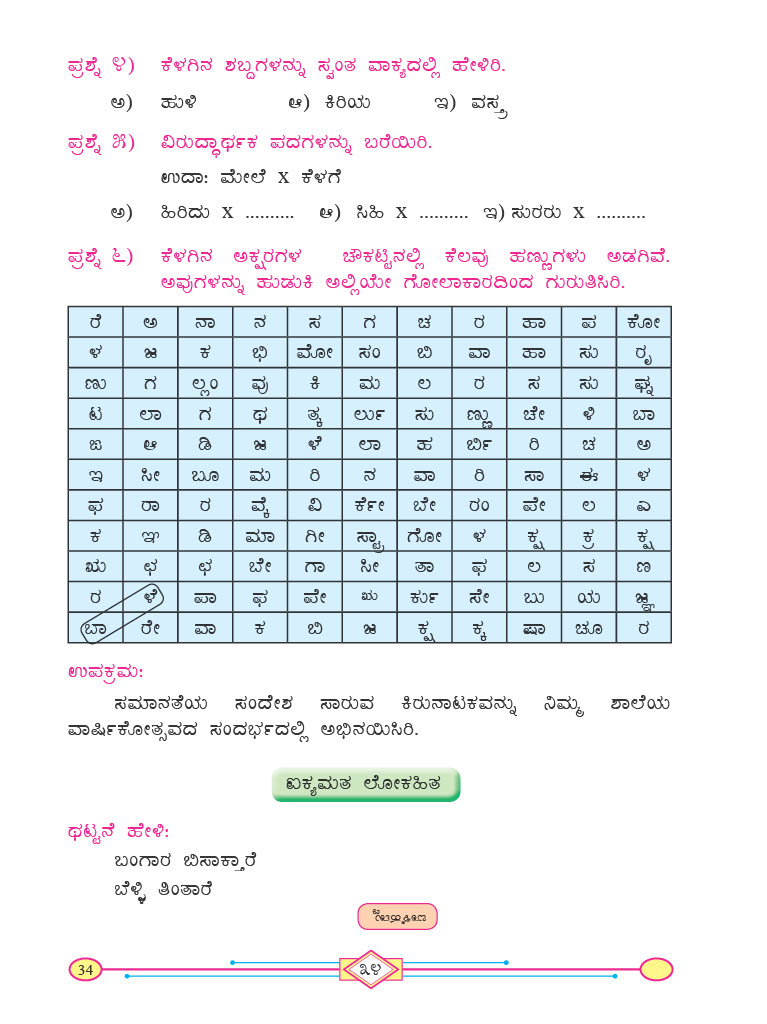 ಪ್ರಶ್ನೆ ೪) ಕೆಳಗಿನ ಶಬ್ದಗಳನ್ನು ಸ್ವಂತ ವಾಕ್ಯದಲ್ಲಿ ಹೇಳಿರಿ.
ಅ) ಹುಳಿ ಆ) ಕಿರಿಯ ಇ) ವಸ್ತ್ರ
ಪ್ರಶ್ನೆ ೫) ವಿರುದ್ಧಾರ್ಥಕ ಪದಗಳನ್ನು ಬರೆಯಿರಿ.
ಉದಾ: ಮೇಲೆ X ಕೆಳಗೆ
ಅ) ಹಿರಿದು X .......... ಆ) ಸಿಹಿ X .......... ಇ) ಸುರರು X ..........
ಪ್ರಶ್ನೆ ೬) ಕೆಳಗಿನ ಅಕ್ಷರಗಳ ಚೌಕಟ್ಟಿನಲ್ಲಿ ಕೆಲವು ಹಣ್ಣುಗಳು ಅಡಗಿವೆ.
ಅವುಗಳನ್ನು ಹುಡುಕಿ ಅಲ್ಲಿಯೇ ಗೋಲಾಕಾರದಿಂದ ಗುರುತಿಸಿರಿ.
ರೆ ಅ ನಾ ನ ಸ ಗ ಚ ರ ಹಾ ಪ ಕೋ
ಳ ಜ ಕ ಭಿ ಮೋ ಸಂ ಬಿ ವಾ ಹಾ ಸು ರೃ
ಣು ಗ ಲ್ಲಂ ವು ಕಿ ಮ ಲ ರ ಸ ಸು ಘ್ನ
ಟ ಲಾ ಗ ಥ ತ್ಕ ರ್ಲು ಸು ಣ್ಣು ಚೇ ಳಿ ಬಾ
ಙ ಆ ಡಿ ಜ ಳೆ ಲಾ ಹ ರ್ಬಿ ರಿ ಚ ಅ
ಇ ಸೀ ಬೂ ಮ ರಿ ನ ವಾ ರಿ ಸಾ ಈ ಳ
ಫ ರಾ ರ ವ್ಕೆ ವಿ ರ್ಕೇ ಬೇ ರಂ ಪೇ ಲ ಎ
ಕ ಞ ಡಿ ಮಾ ಗೀ ಸ್ಟ್ರಾ ಗೋ ಳ ಕ್ಷ ಕ್ರ ಕ್ಷ
ಋ ಛ ಛ ಬೇ ಗಾ ಸೀ ತಾ ಫ ಲ ಸ ಣ
ರ ಳೆ ಪಾ ಫ ಪೇ ಋ ರ್ಕು ಸೇ ಬು ಯ ಜ್ಞ
ಬಾ ರೇ ವಾ ಕ ಬಿ ಜ ಕ್ಷ ಕ್ಕ ಷಾ ಚೂ ರ
ಉಪಕ್ರಮ:
ಸಮಾನತೆಯ ಸಂದೇಶ ಸಾರುವ ಕಿರುನಾಟಕವನ್ನು ನಿಮ್ಮ ಶಾಲೆಯ
ವಾರ್ಷಿಕೋತ್ಸವದ ಸಂದರ್ಭದಲ್ಲಿ ಅಭಿನಯಿಸಿರಿ.
ಐಕ್ಯಮತ ಲೋಕಹಿತ
ಥಟ್ಟನೆ ಹೇಳಿ:
ಬಂಗಾರ ಬಿಸಾಕ್ತಾರೆ
ಬೆಳ್ಳಿ ತಿಂತಾರೆ
34 ೩೪